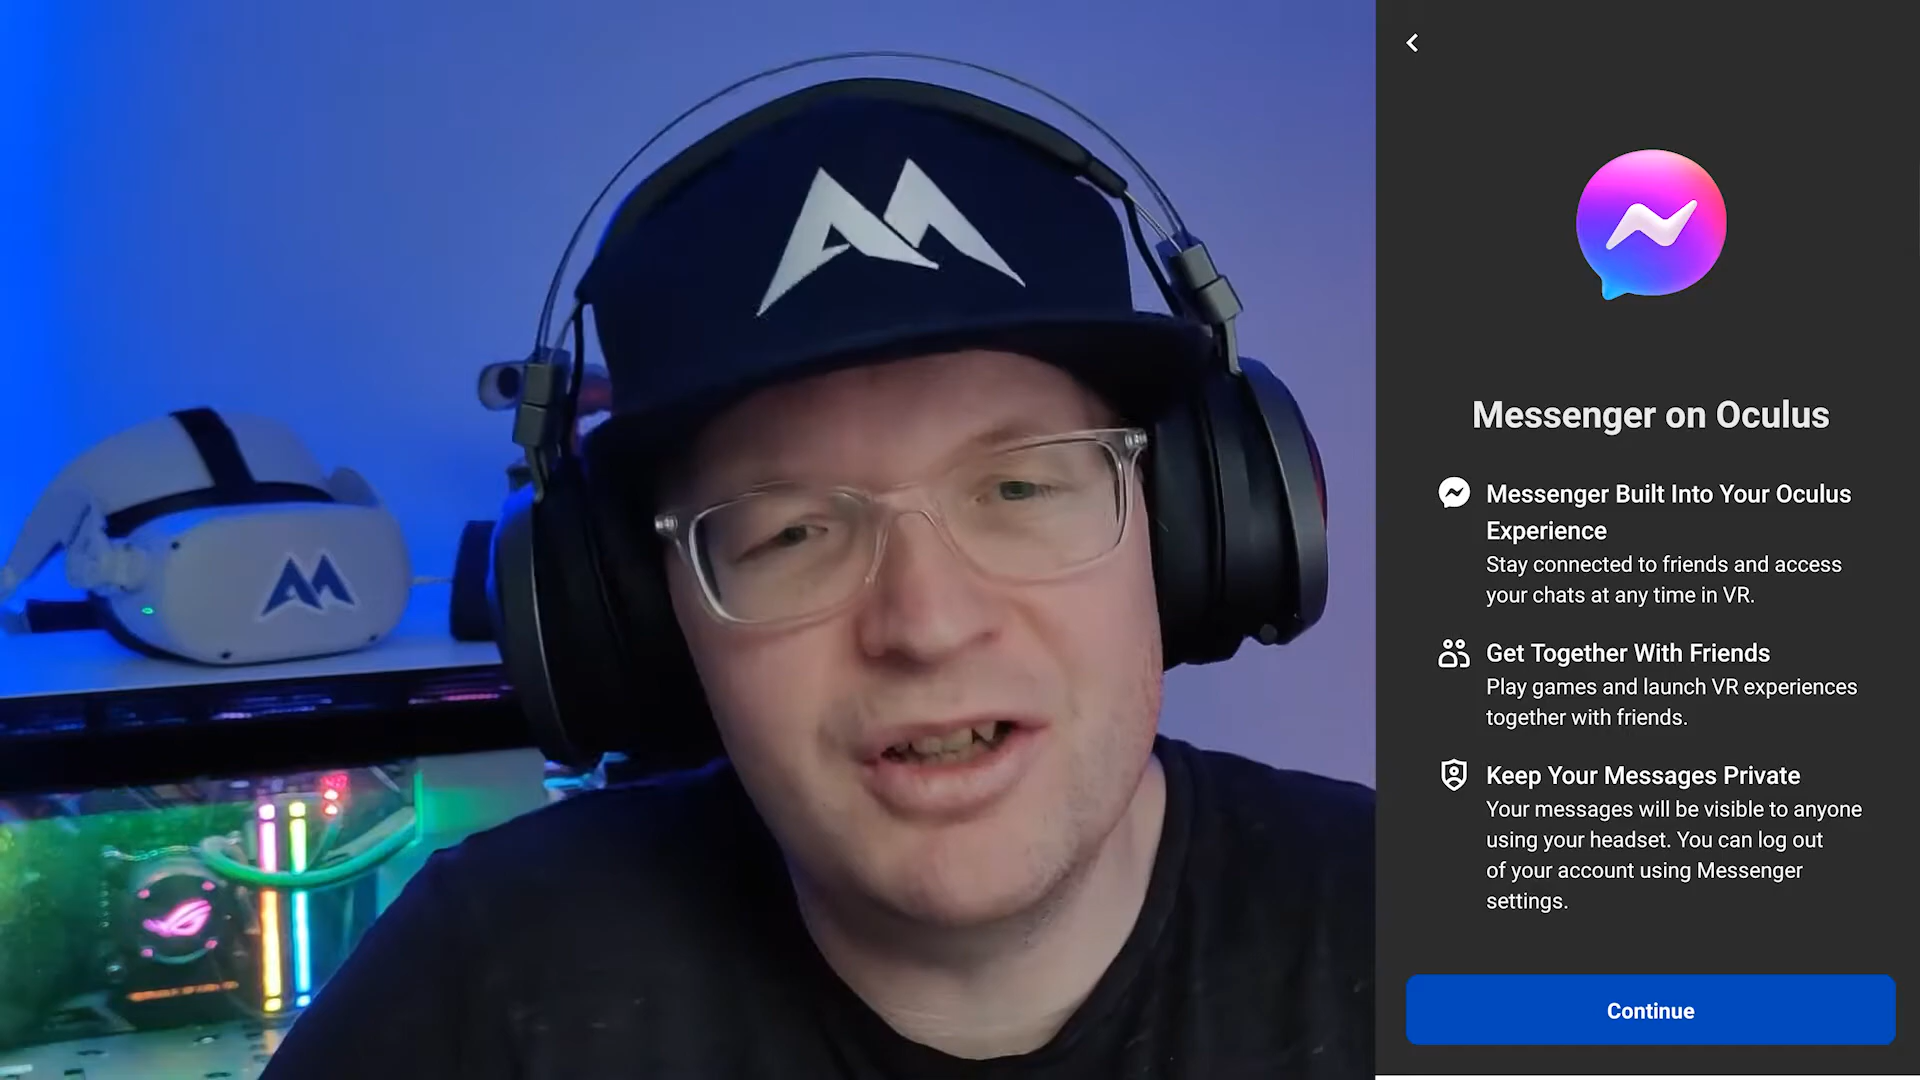 Messenger on Oculus
Messenger Built Into Your Oculus
Experience
Stay connected to friends and access
your chats at any time in VR.
Get Together With Friends
Play games and launch VR experiences
together with friends.
Keep Your Messages Private
Your messages will be visible to anyone
using your headset. You can log out
of your account using Messenger
settings.
Continue